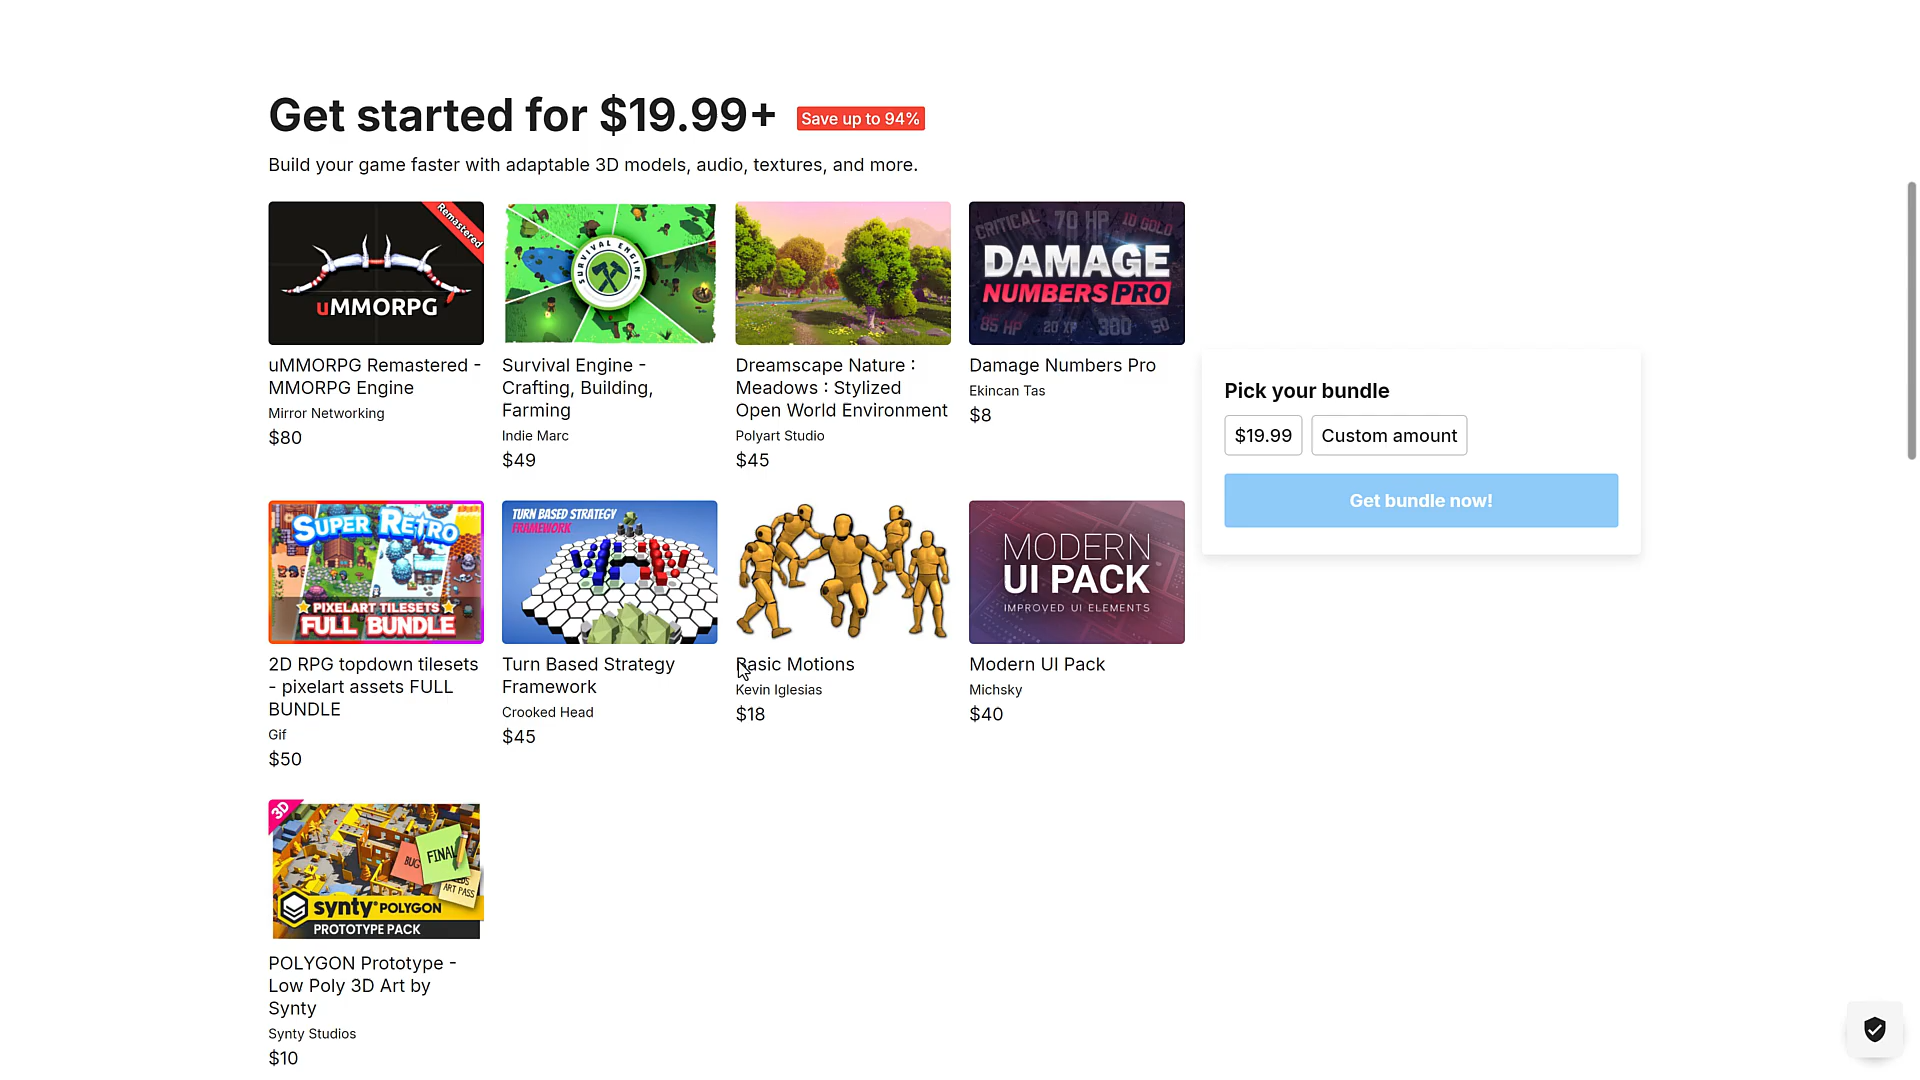 Get started for $19.99+
Save up to 94%
Build your game faster with adaptable 3D models, audio, textures, and more.
Remastered
uMMORPG
SURVIVAL ENGINE
CRITICAL 70 HP 10 GOLD
DAMAGE
NUMBERS PRO
85 HP 20 XP 300 50
uMMORPG Remastered -
MMORPG Engine
Mirror Networking
$80
Survival Engine -
Crafting, Building,
Farming
Indie Marc
$49
Dreamscape Nature :
Meadows : Stylized
Open World Environment
Polyart Studio
$45
Damage Numbers Pro
Ekincan Tas
$8
Pick your bundle
$19.99
Custom amount
Get bundle now!
SUPER RETRO
PIXELART TILESETS
FULL BUNDLE
TURN BASED STRATEGY
FRAMEWORK
MODERN
UI PACK
IMPROVED UI ELEMENTS
2D RPG topdown tilesets
- pixelart assets FULL
BUNDLE
Gif
$50
Turn Based Strategy
Framework
Crooked Head
$45
Basic Motions
Kevin Iglesias
$18
Modern UI Pack
Michsky
$40
3D
BUG
FINAL
ART PASS
synty POLYGON
PROTOTYPE PACK
POLYGON Prototype -
Low Poly 3D Art by
Synty
Synty Studios
$10